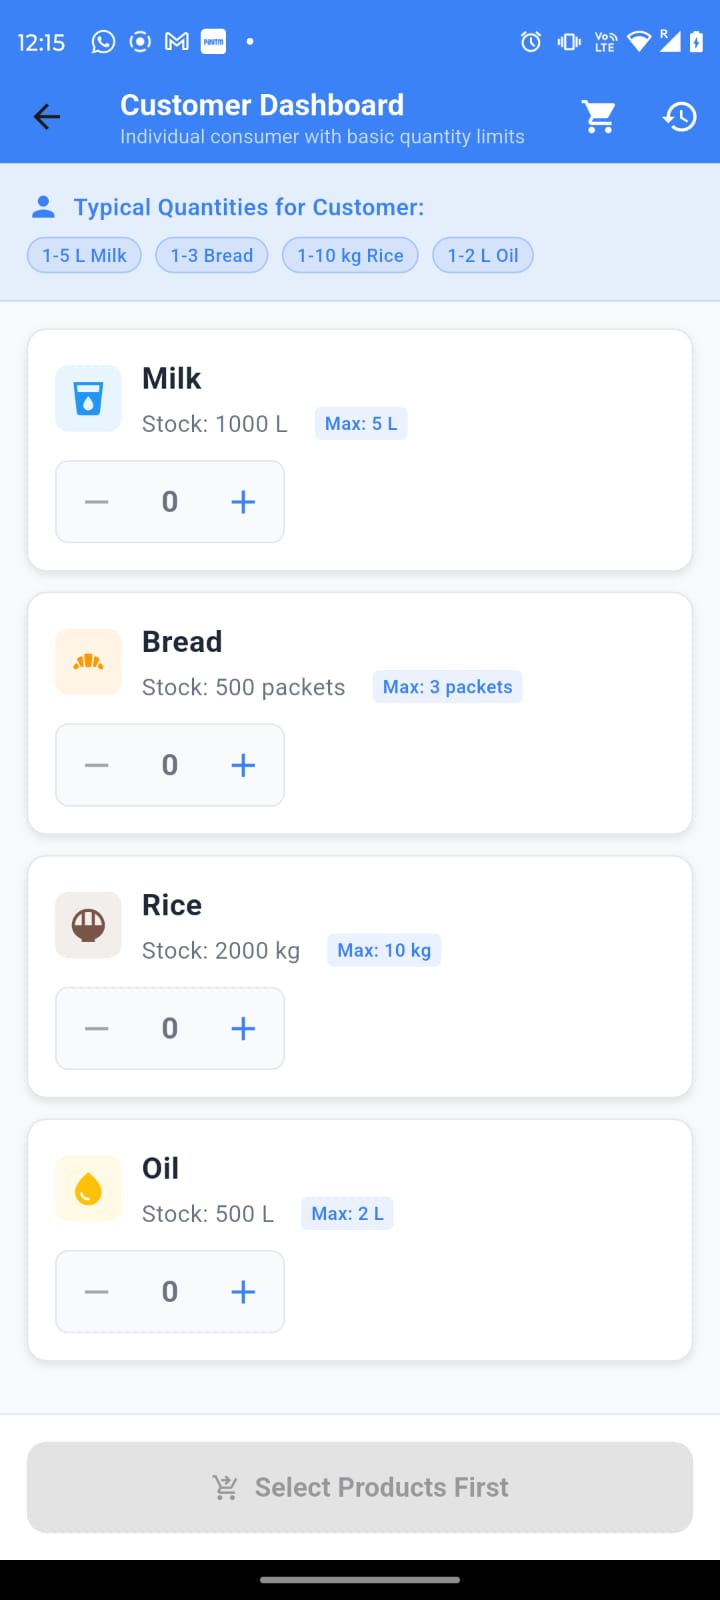 12:15 Paytm Vo LTE R
Customer Dashboard
Individual consumer with basic quantity limits
Typical Quantities for Customer:
1-5 L Milk 1-3 Bread 1-10 kg Rice 1-2 L Oil
Milk
Stock: 1000 L Max: 5 L
0
Bread
Stock: 500 packets Max: 3 packets
0
Rice
Stock: 2000 kg Max: 10 kg
0
Oil
Stock: 500 L Max: 2 L
0
Select Products First